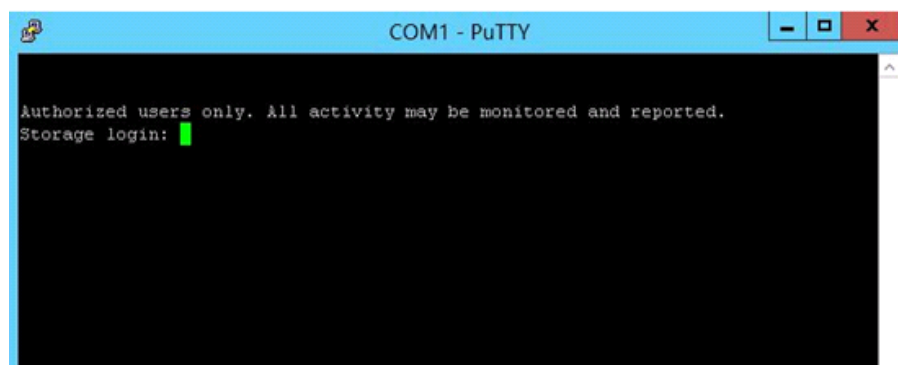 COM1 - PuTTY
Authorized users only. All activity may be monitored and reported.
Storage login: